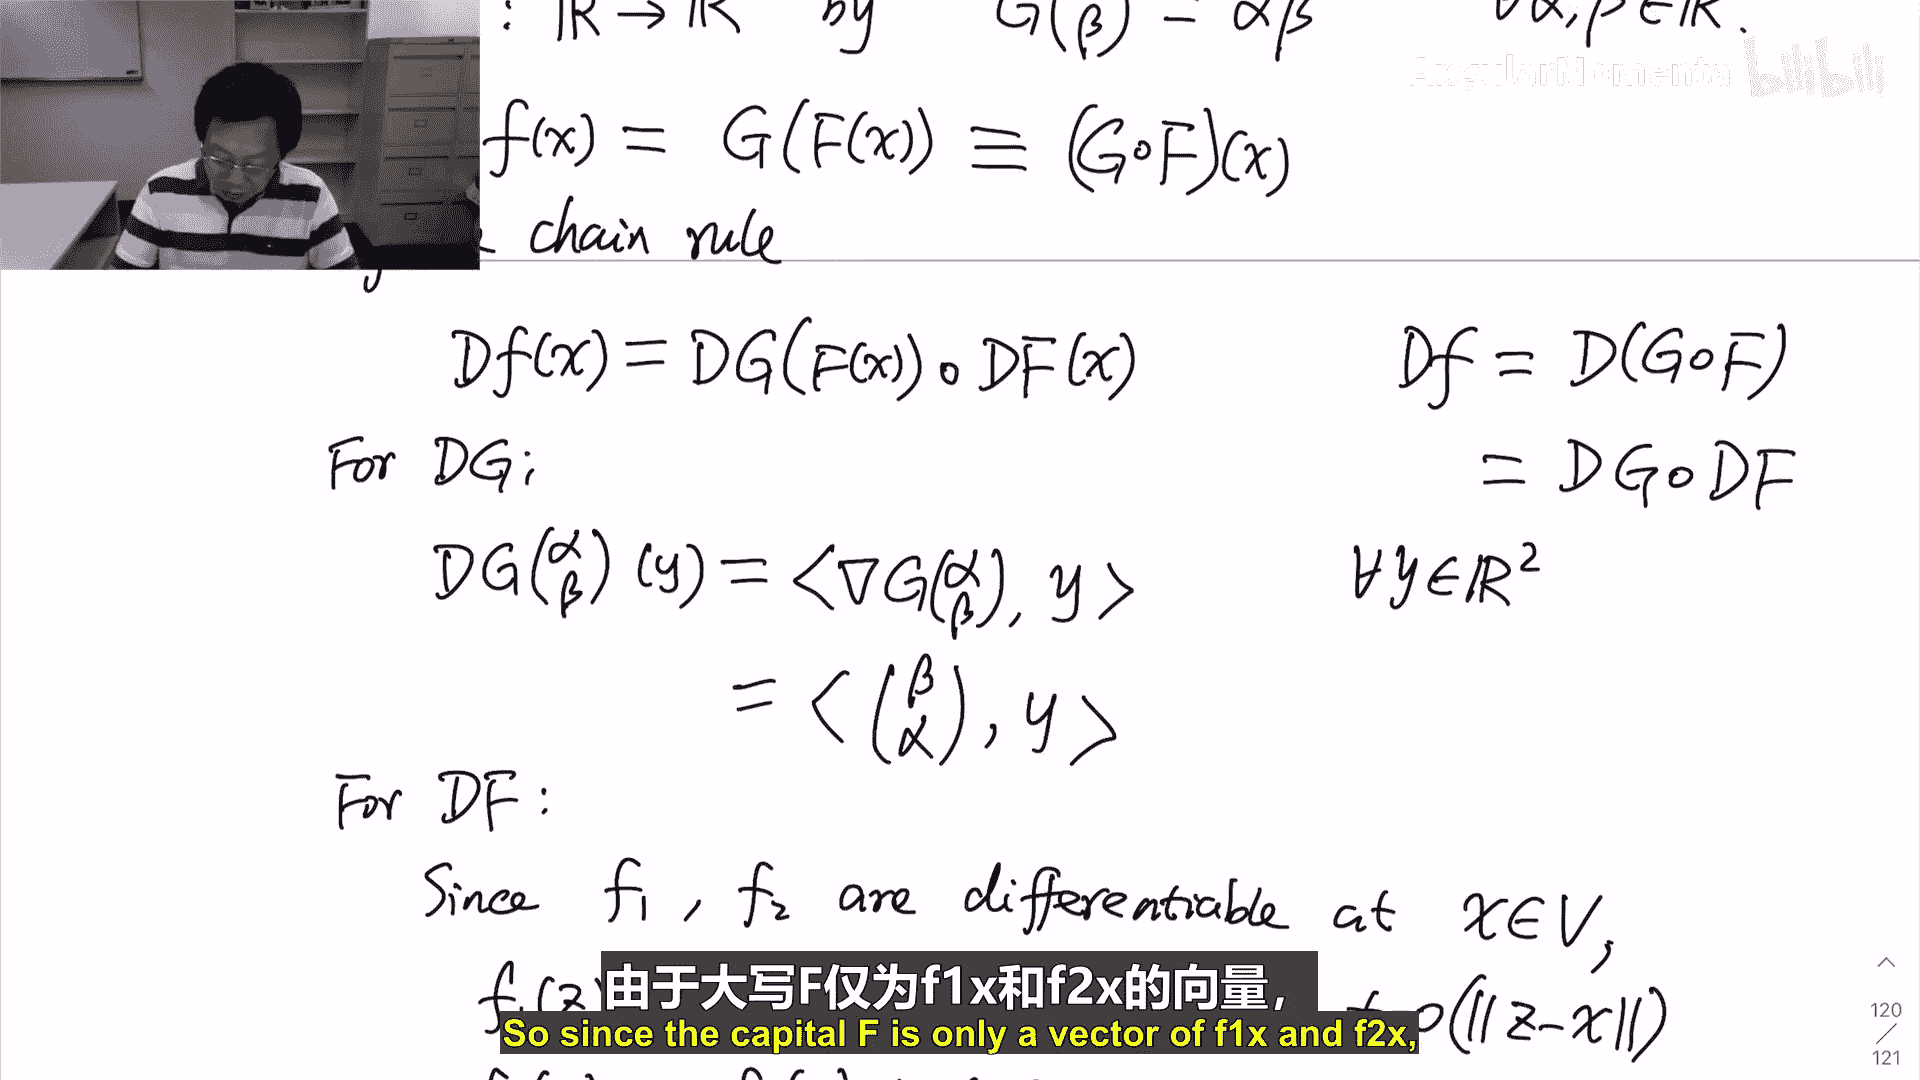 : ℝ → ℝ by G(β) = αβ ∀α, β ∈ ℝ.
AngularMomenta bilibili
f(x) = G(F(x)) ≡ (G∘F)(x)
chain rule
Df(x) = DG(F(x)) ∘ DF(x) Df = D(G∘F)
For DG; = DG∘DF
DG(α β)(y) = <∇G(α β), y> ∀y∈ℝ²
= <(β α), y>
For DF:
Since f₁, f₂ are differentiable at x∈V,
由于大写F仅为f1x和f2x的向量，
+ o(||z-x||)
So since the capital F is only a vector of f1x and f2x,
120
121